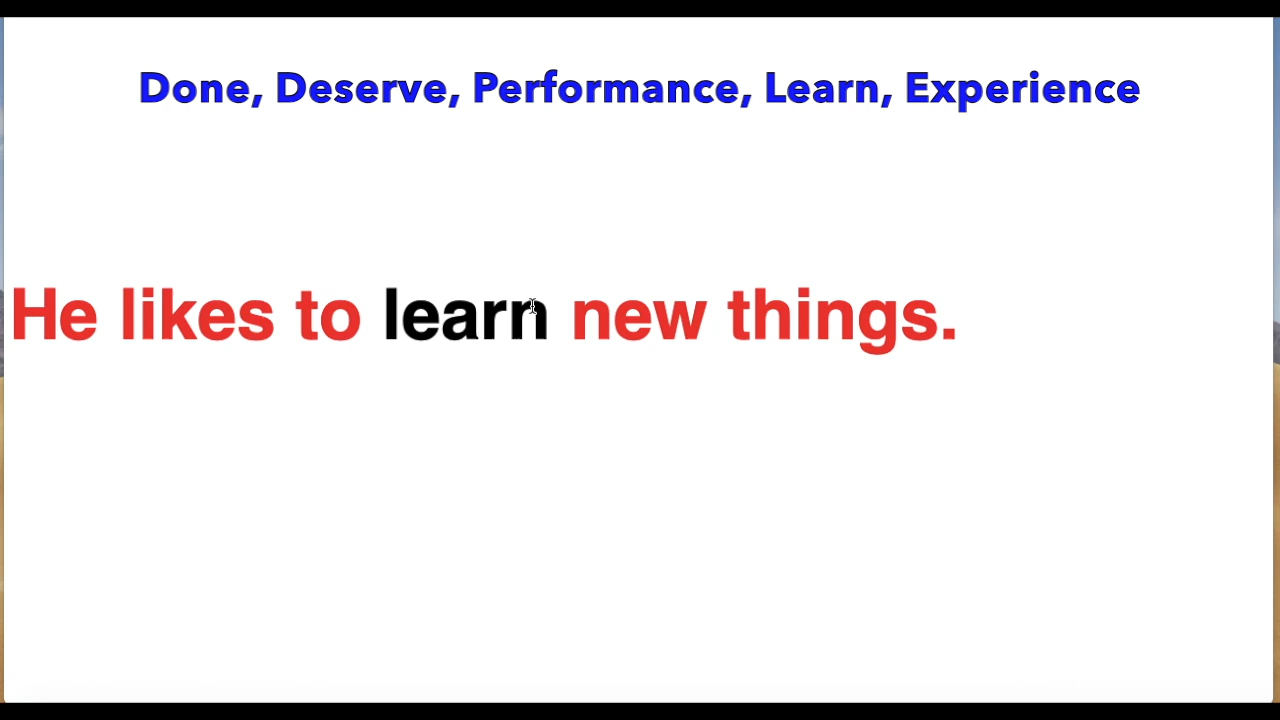 Done, Deserve, Performance, Learn, Experience
He likes to learn new things.